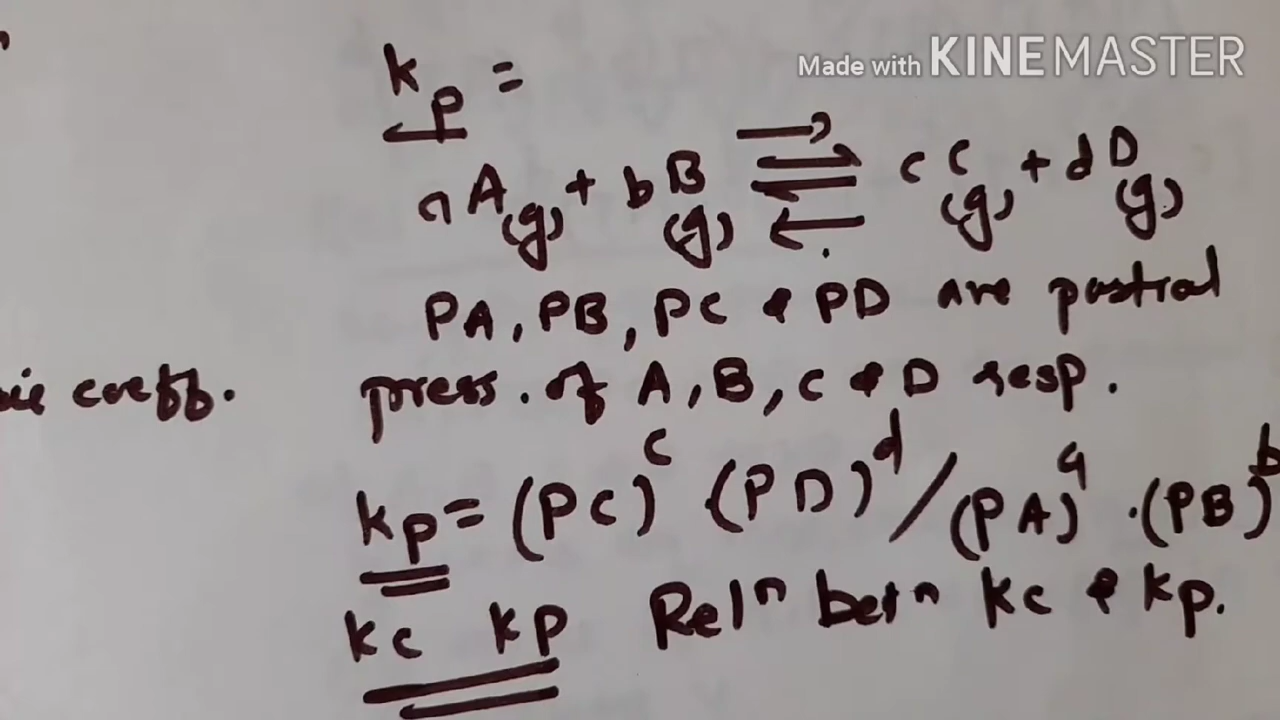 Made with KINEMASTER
kp =
aA(g) + bB(g) ⇌ cC(g) + dD(g)
PA, PB, PC & PD are partial
ic coeff. press. of A, B, C & D resp.
kp = (PC)^c · (PD)^d / (PA)^a · (PB)^b
kc kp Relⁿ betⁿ kc & kp.